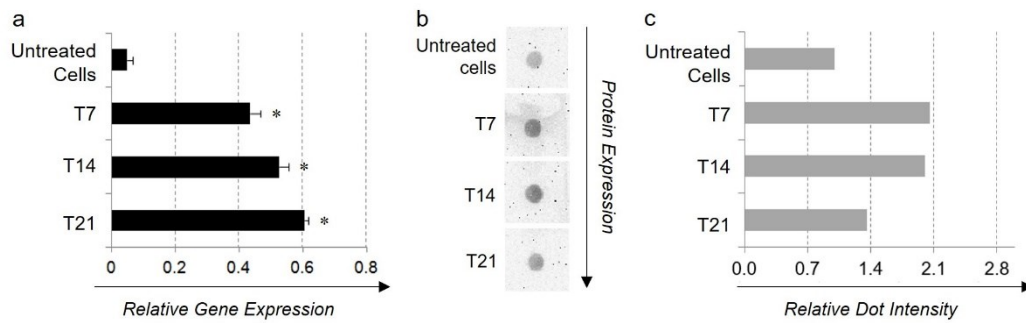 a
Untreated
Cells
T7
*
T14
*
T21
*
0
0.2
0.4
0.6
0.8
Relative Gene Expression
b
Untreated
cells
T7
T14
T21
Protein Expression
c
Untreated
Cells
T7
T14
T21
0.0
0.7
1.4
2.1
2.8
Relative Dot Intensity